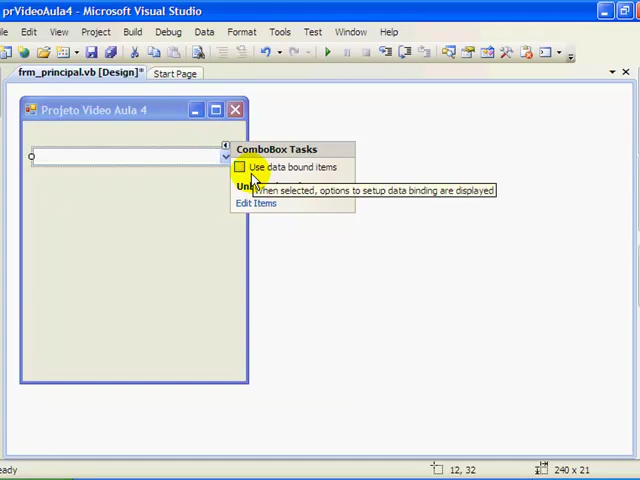 prVideoAula4 - Microsoft Visual Studio
Edit View Project Build Debug Data Format Tools Test Window Help
frm_principal.vb [Design]* Start Page
Projeto Video Aula 4
ComboBox Tasks
Use data bound items
When selected, options to setup data binding are displayed
Edit Items
12, 32 240 x 21